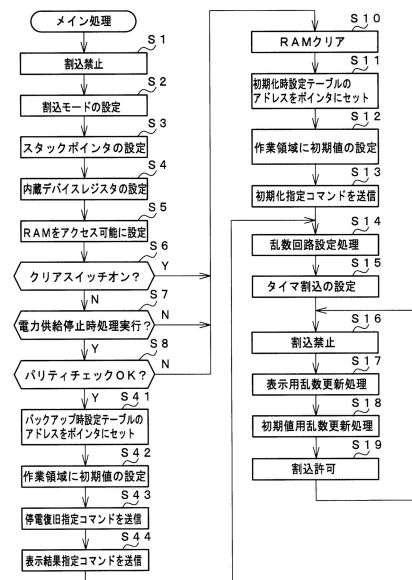 メイン処理
S1
割込禁止
S2
割込モードの設定
S3
スタックポインタの設定
S4
内蔵デバイスレジスタの設定
S5
RAMをアクセス可能に設定
S6
クリアスイッチオン?
Y
N
S7
電力供給停止時処理実行?
N
Y
S8
パリティチェックOK?
N
Y
S41
バックアップ時設定テーブルの
アドレスをポインタにセット
S42
作業領域に初期値の設定
S43
停電復旧指定コマンドを送信
S44
表示結果指定コマンドを送信
S10
RAMクリア
S11
初期化時設定テーブルの
アドレスをポインタにセット
S12
作業領域に初期値の設定
S13
初期化指定コマンドを送信
S14
乱数回路設定処理
S15
タイマ割込の設定
S16
割込禁止
S17
表示用乱数更新処理
S18
初期値用乱数更新処理
S19
割込許可